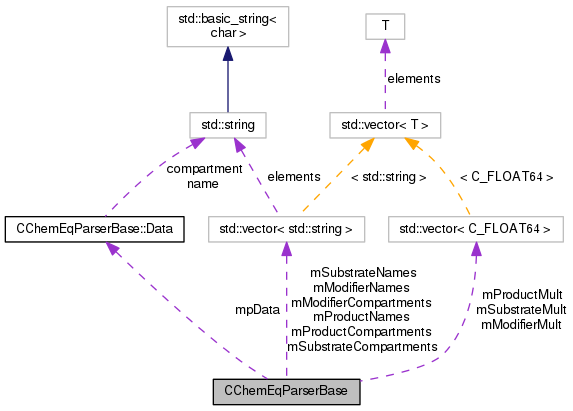 std::basic_string<
char >
T
elements
std::string
std::vector< T >
compartment
name
elements
< std::string >
< C_FLOAT64 >
CChemEqParserBase::Data
std::vector< std::string >
std::vector< C_FLOAT64 >
mpData
mSubstrateNames
mModifierNames
mModifierCompartments
mProductNames
mProductCompartments
mSubstrateCompartments
mProductMult
mSubstrateMult
mModifierMult
CChemEqParserBase